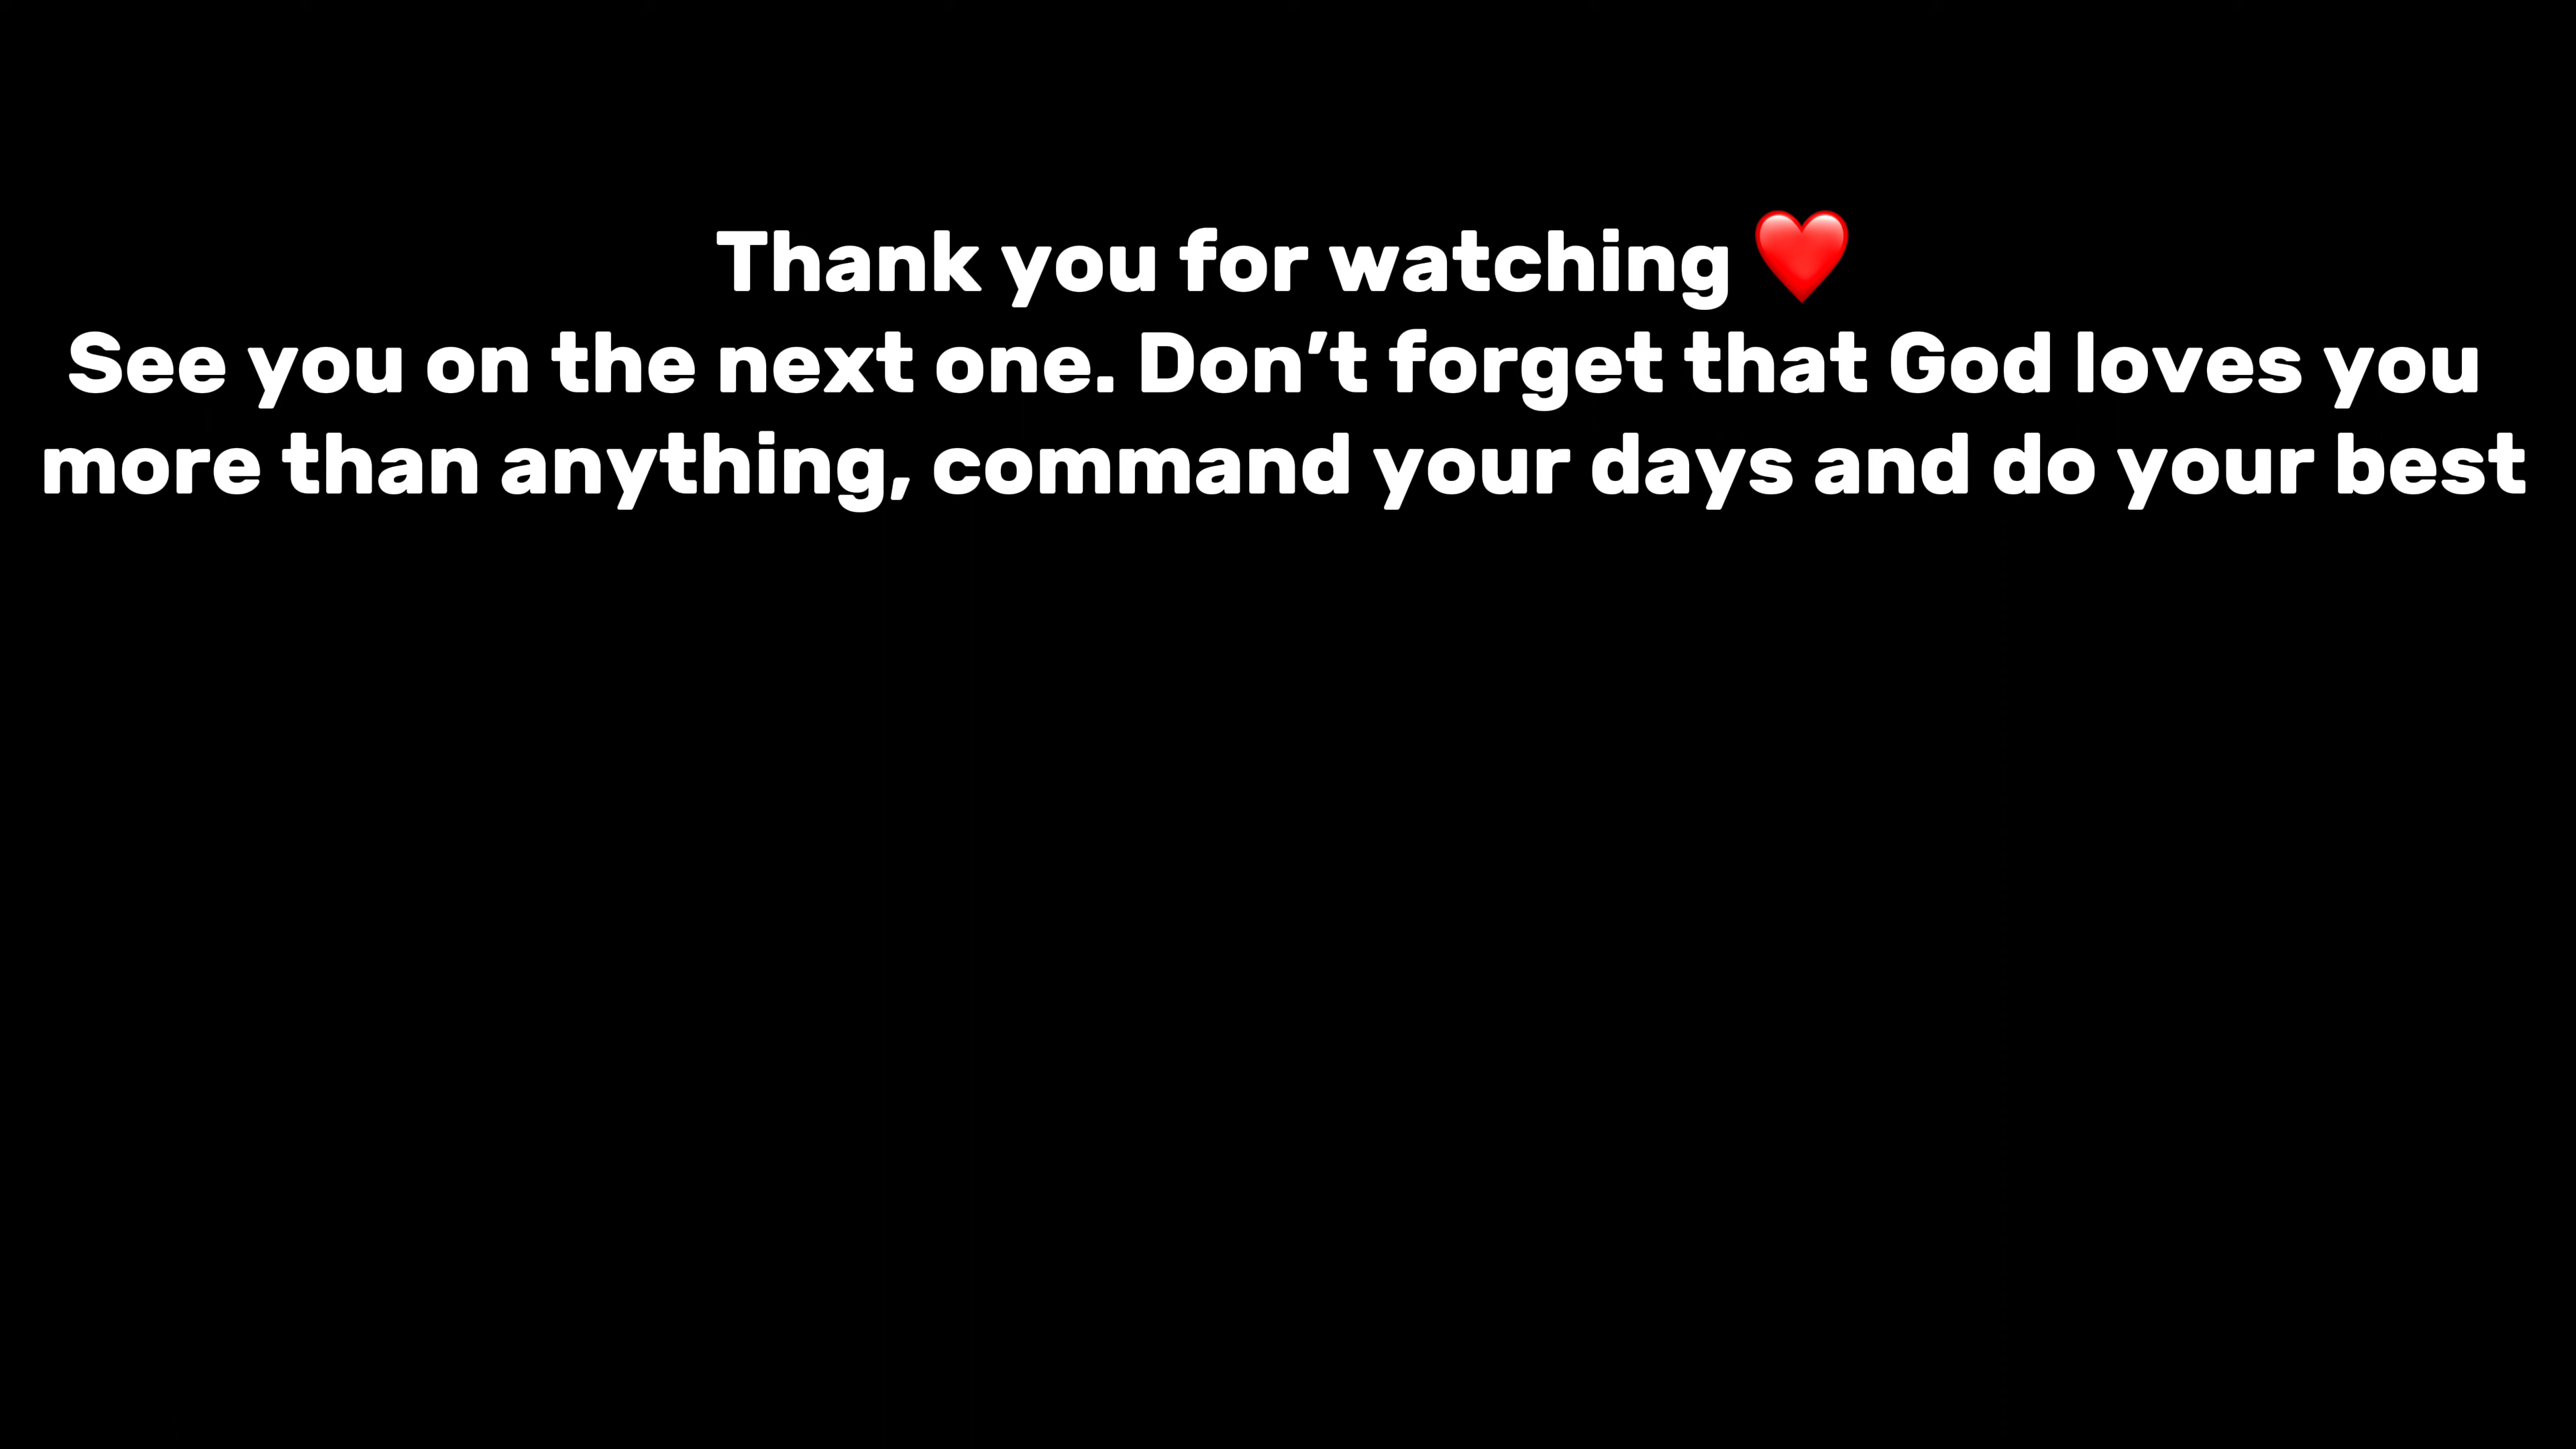 Thank you for watching ❤️
See you on the next one. Don’t forget that God loves you
more than anything, command your days and do your best